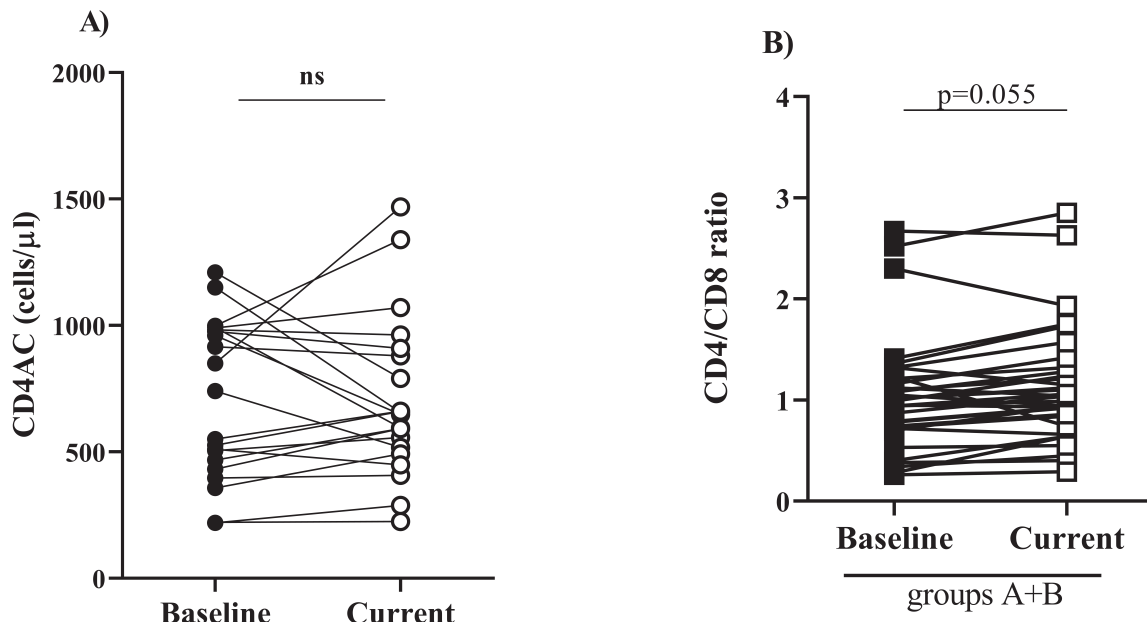 A)
ns
2000
1500
1000
500
0
CD4AC (cells/µl)
Baseline Current
B)
p=0.055
4
3
2
1
0
CD4/CD8 ratio
Baseline Current
groups A+B